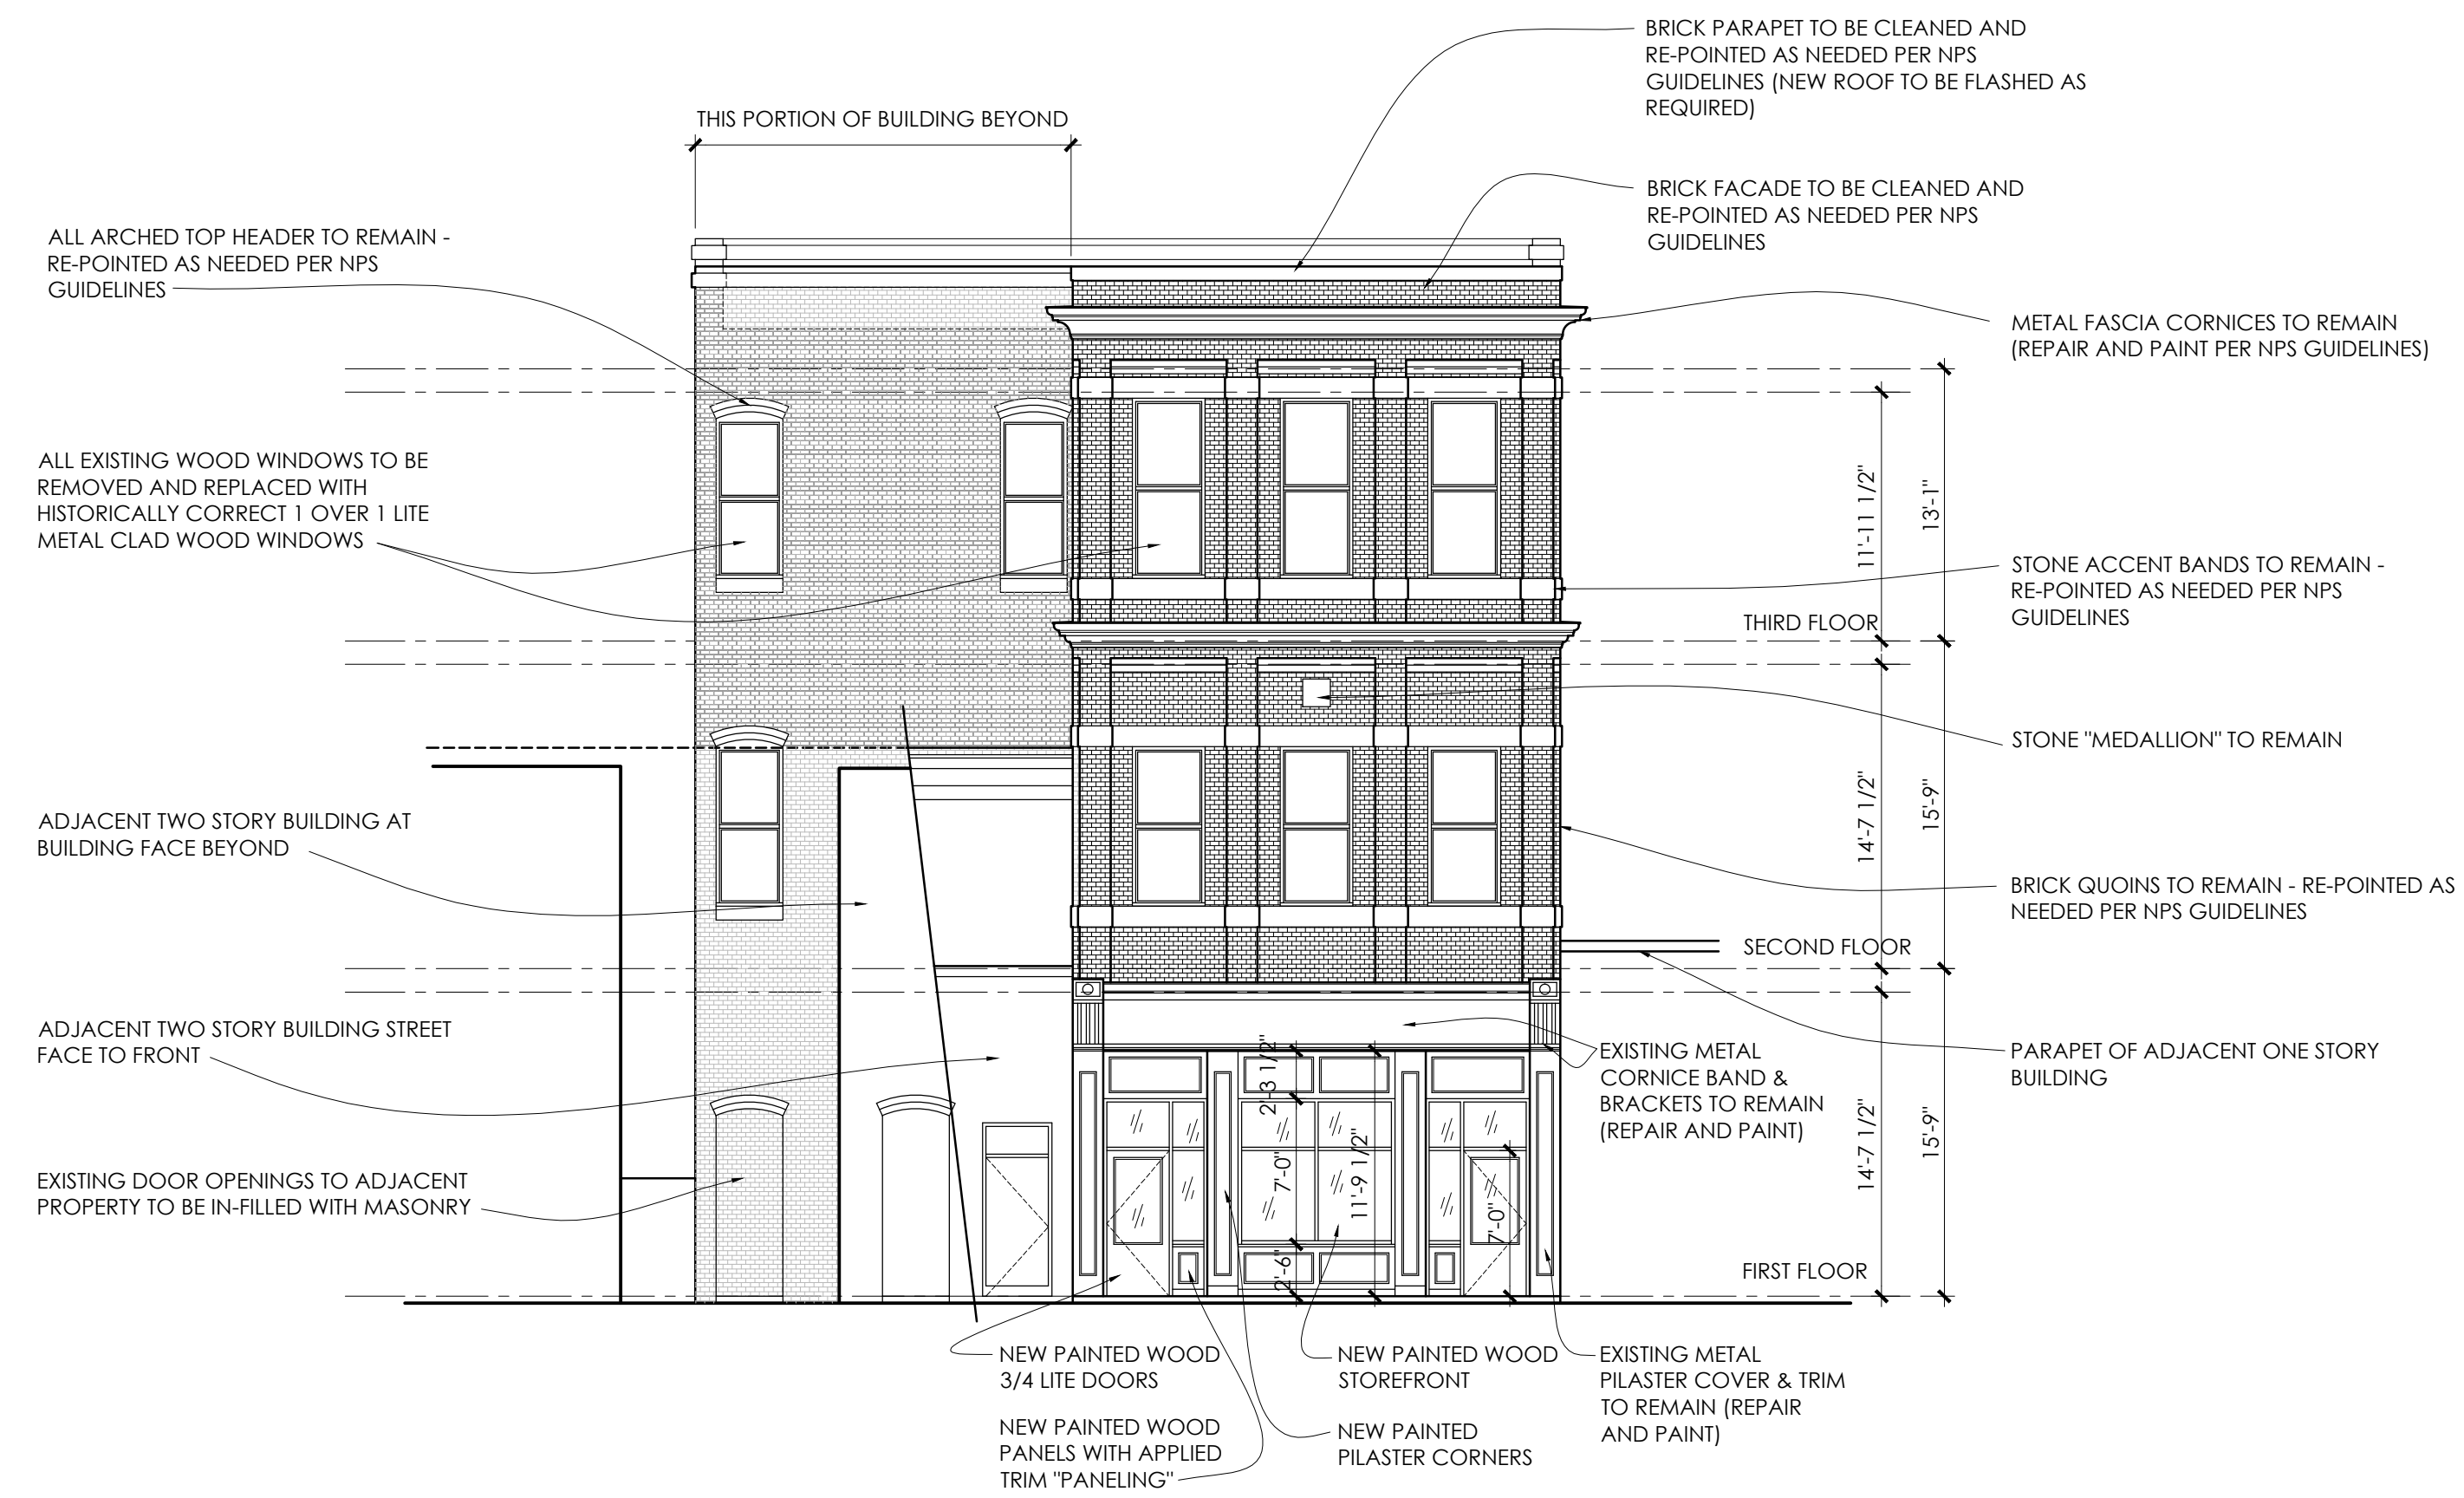 BRICK PARAPET TO BE CLEANED AND
RE-POINTED AS NEEDED PER NPS
GUIDELINES (NEW ROOF TO BE FLASHED AS
REQUIRED)
THIS PORTION OF BUILDING BEYOND
BRICK FACADE TO BE CLEANED AND
RE-POINTED AS NEEDED PER NPS
GUIDELINES
ALL ARCHED TOP HEADER TO REMAIN -
RE-POINTED AS NEEDED PER NPS
GUIDELINES
METAL FASCIA CORNICES TO REMAIN
(REPAIR AND PAINT PER NPS GUIDELINES)
ALL EXISTING WOOD WINDOWS TO BE
REMOVED AND REPLACED WITH
HISTORICALLY CORRECT 1 OVER 1 LITE
METAL CLAD WOOD WINDOWS
11'-11 1/2"
13'-1"
STONE ACCENT BANDS TO REMAIN -
RE-POINTED AS NEEDED PER NPS
GUIDELINES
THIRD FLOOR
STONE "MEDALLION" TO REMAIN
14'-7 1/2"
15'-9"
ADJACENT TWO STORY BUILDING AT
BUILDING FACE BEYOND
BRICK QUOINS TO REMAIN - RE-POINTED AS
NEEDED PER NPS GUIDELINES
SECOND FLOOR
ADJACENT TWO STORY BUILDING STREET
FACE TO FRONT
EXISTING METAL
CORNICE BAND &
BRACKETS TO REMAIN
(REPAIR AND PAINT)
PARAPET OF ADJACENT ONE STORY
BUILDING
2'-3 1/2"
7'-0"
11'-9 1/2"
7'-0"
2'-6"
14'-7 1/2"
15'-9"
EXISTING DOOR OPENINGS TO ADJACENT
PROPERTY TO BE IN-FILLED WITH MASONRY
FIRST FLOOR
NEW PAINTED WOOD
3/4 LITE DOORS
NEW PAINTED WOOD
STOREFRONT
EXISTING METAL
PILASTER COVER & TRIM
TO REMAIN (REPAIR
AND PAINT)
NEW PAINTED WOOD
PANELS WITH APPLIED
TRIM "PANELING"
NEW PAINTED
PILASTER CORNERS